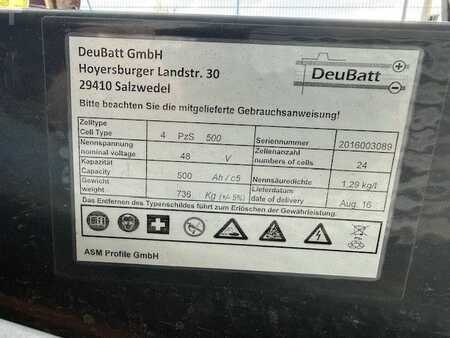 DeuBatt GmbH
Hoyersburger Landstr. 30
29410 Salzwedel
DeuBatt
Bitte beachten Sie die mitgelieferte Gebrauchsanweisung!
Zelltype
Cell Type 4 PzS 500 Seriennummer 2016003089
Nennspannung
nominal voltage 48 V Zellenanzahl
numbers of cells 24
Kapazität
Capacity 500 Ah / c5 Nennsäuredichte 1,29 kg/l
Gewicht
weight 736 Kg (+/- 5%) Lieferdatum
date of delivery Aug. 16
Das Entfernen des Typenschildes führt zum Erlöschen der Gewährleistung.
ASM Profile GmbH